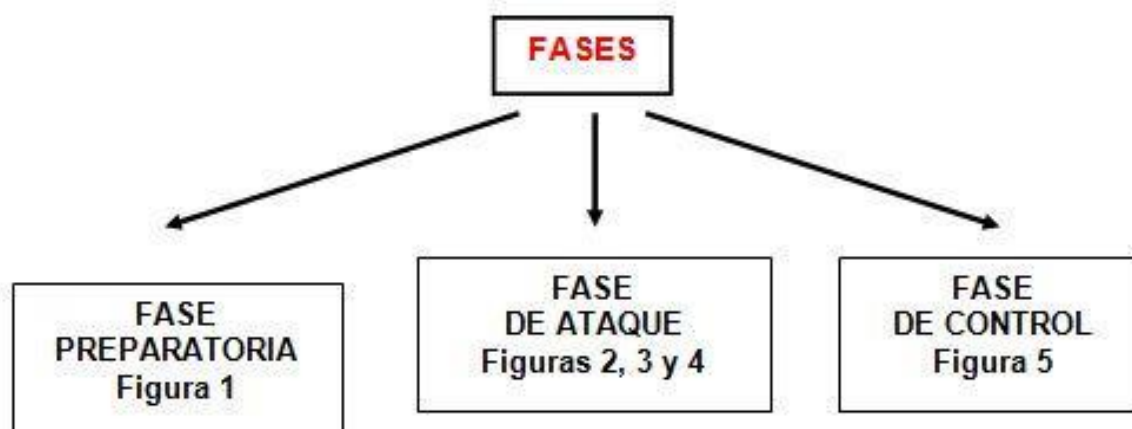 FASES
FASE
PREPARATORIA
Figura 1
FASE
DE ATAQUE
Figuras 2, 3 y 4
FASE
DE CONTROL
Figura 5